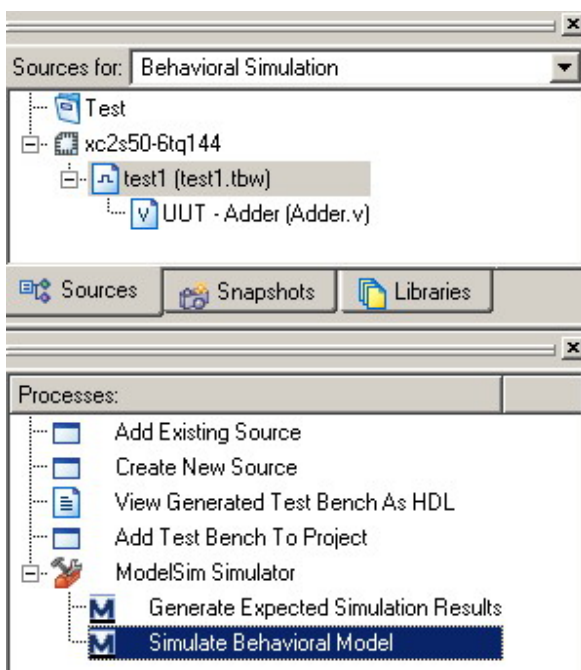 Sources for: Behavioral Simulation
Test
xc2s50-6tq144
test1 (test1.tbw)
UUT - Adder (Adder.v)
Sources Snapshots Libraries
Processes:
Add Existing Source
Create New Source
View Generated Test Bench As HDL
Add Test Bench To Project
ModelSim Simulator
Generate Expected Simulation Results
Simulate Behavioral Model